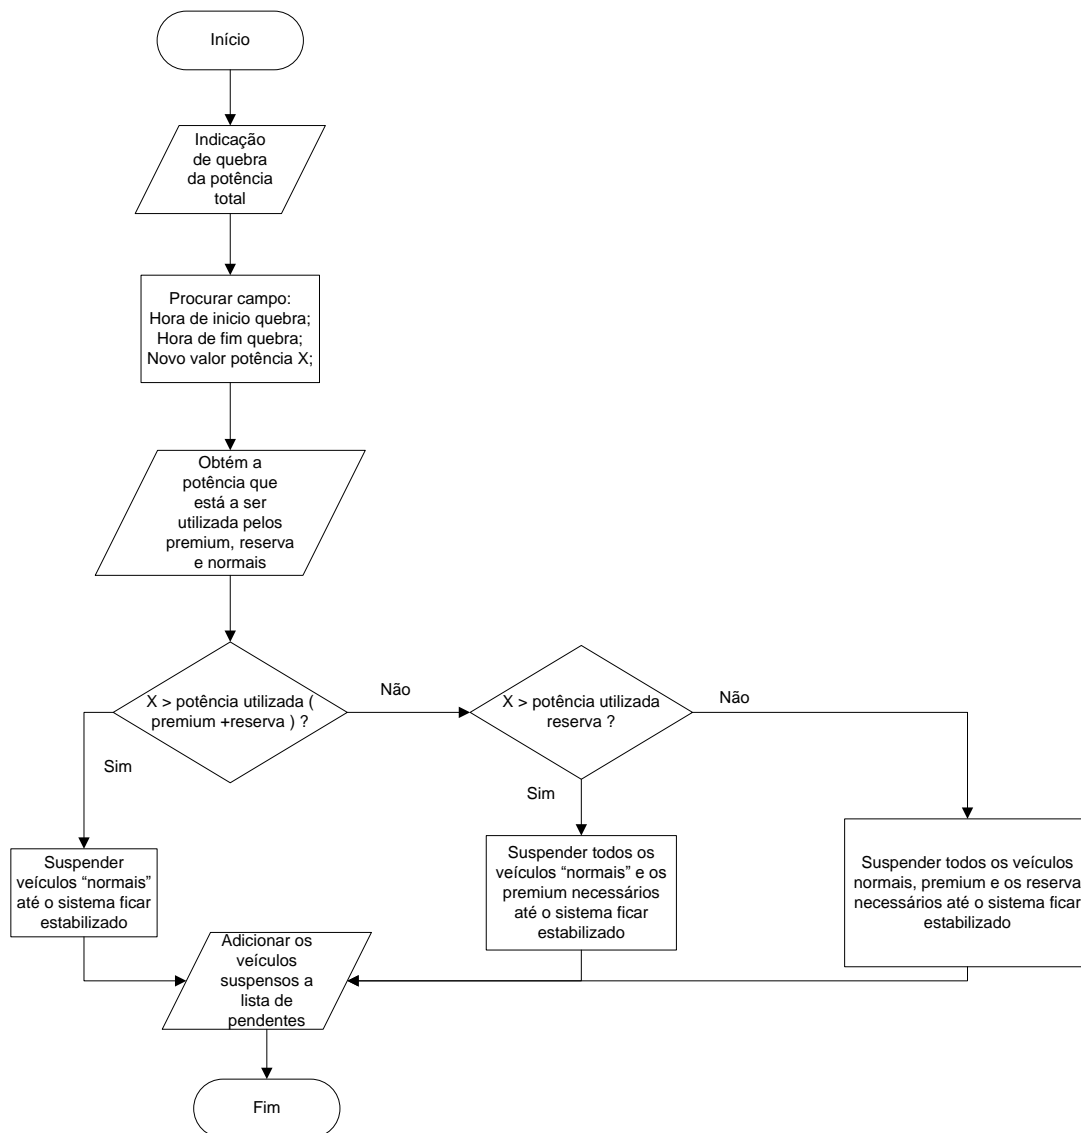 Início
Indicação
de quebra
da potência
total
Procurar campo:
Hora de inicio quebra;
Hora de fim quebra;
Novo valor potência X;
Obtém a
potência que
está a ser
utilizada pelos
premium, reserva
e normais
X > potência utilizada (
premium +reserva ) ?
Não
X > potência utilizada
reserva ?
Não
Sim
Sim
Suspender
veículos “normais”
até o sistema ficar
estabilizado
Suspender todos os
veículos “normais” e os
premium necessários
até o sistema ficar
estabilizado
Suspender todos os veículos
normais, premium e os reserva
necessários até o sistema ficar
estabilizado
Adicionar os
veículos
suspensos a
lista de
pendentes
Fim